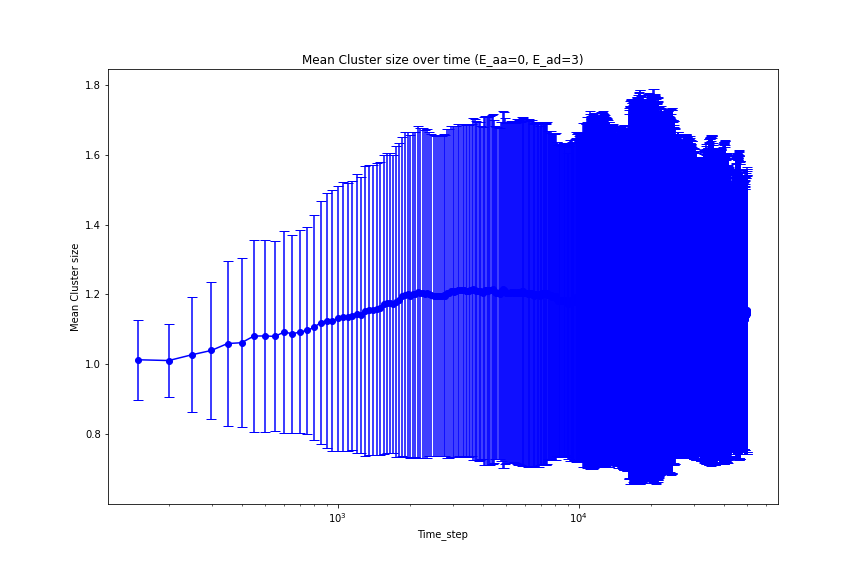 Mean Cluster size over time (E_aa=0, E_ad=3)
1.8
1.6
1.4
1.2
1.0
0.8
Mean Cluster size
10³
10⁴
Time_step